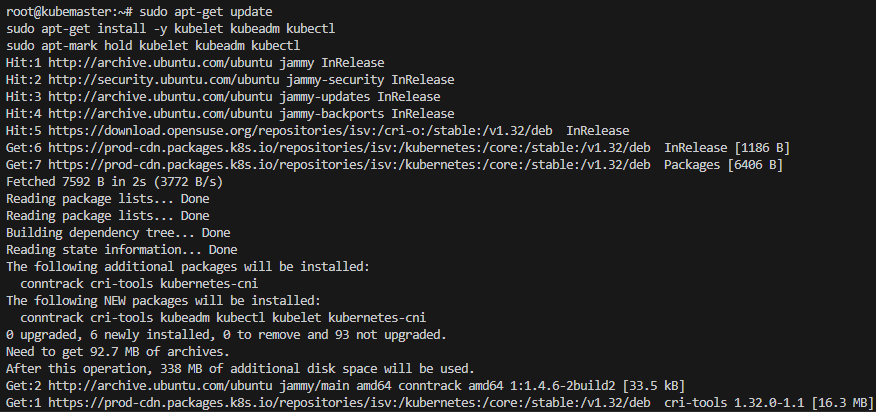 root@kubemaster:~# sudo apt-get update
sudo apt-get install -y kubelet kubeadm kubectl
sudo apt-mark hold kubelet kubeadm kubectl
Hit:1 http://archive.ubuntu.com/ubuntu jammy InRelease
Hit:2 http://security.ubuntu.com/ubuntu jammy-security InRelease
Hit:3 http://archive.ubuntu.com/ubuntu jammy-updates InRelease
Hit:4 http://archive.ubuntu.com/ubuntu jammy-backports InRelease
Hit:5 https://download.opensuse.org/repositories/isv:/cri-o:/stable:/v1.32/deb  InRelease
Get:6 https://prod-cdn.packages.k8s.io/repositories/isv:/kubernetes:/core:/stable:/v1.32/deb  InRelease [1186 B]
Get:7 https://prod-cdn.packages.k8s.io/repositories/isv:/kubernetes:/core:/stable:/v1.32/deb  Packages [6406 B]
Fetched 7592 B in 2s (3772 B/s)
Reading package lists... Done
Reading package lists... Done
Building dependency tree... Done
Reading state information... Done
The following additional packages will be installed:
  conntrack cri-tools kubernetes-cni
The following NEW packages will be installed:
  conntrack cri-tools kubeadm kubectl kubelet kubernetes-cni
0 upgraded, 6 newly installed, 0 to remove and 93 not upgraded.
Need to get 92.7 MB of archives.
After this operation, 338 MB of additional disk space will be used.
Get:2 http://archive.ubuntu.com/ubuntu jammy/main amd64 conntrack amd64 1:1.4.6-2build2 [33.5 kB]
Get:1 https://prod-cdn.packages.k8s.io/repositories/isv:/kubernetes:/core:/stable:/v1.32/deb  cri-tools 1.32.0-1.1 [16.3 MB]